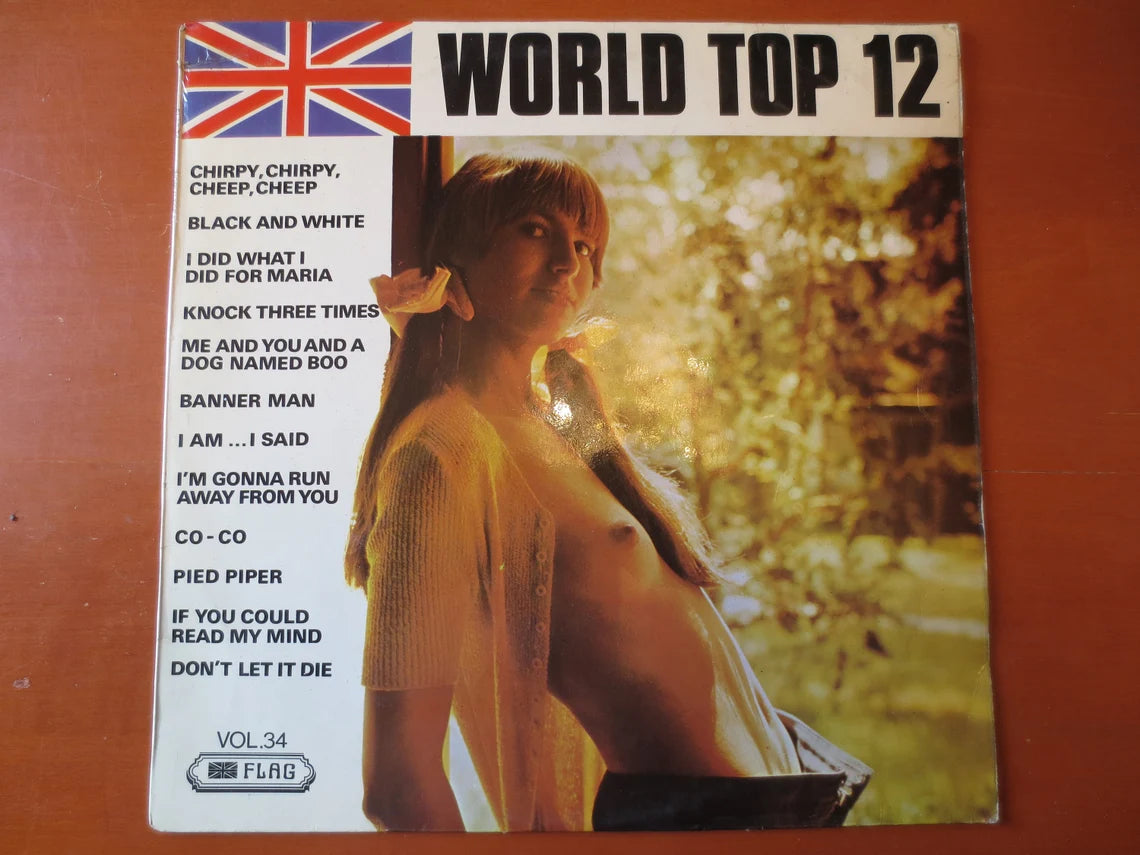 WORLD TOP 12
CHIRPY, CHIRPY,
CHEEP, CHEEP
BLACK AND WHITE
I DID WHAT I
DID FOR MARIA
KNOCK THREE TIMES
ME AND YOU AND A
DOG NAMED BOO
BANNER MAN
I AM ... I SAID
I'M GONNA RUN
AWAY FROM YOU
CO - CO
PIED PIPER
IF YOU COULD
READ MY MIND
DON'T LET IT DIE
VOL.34
FLAG